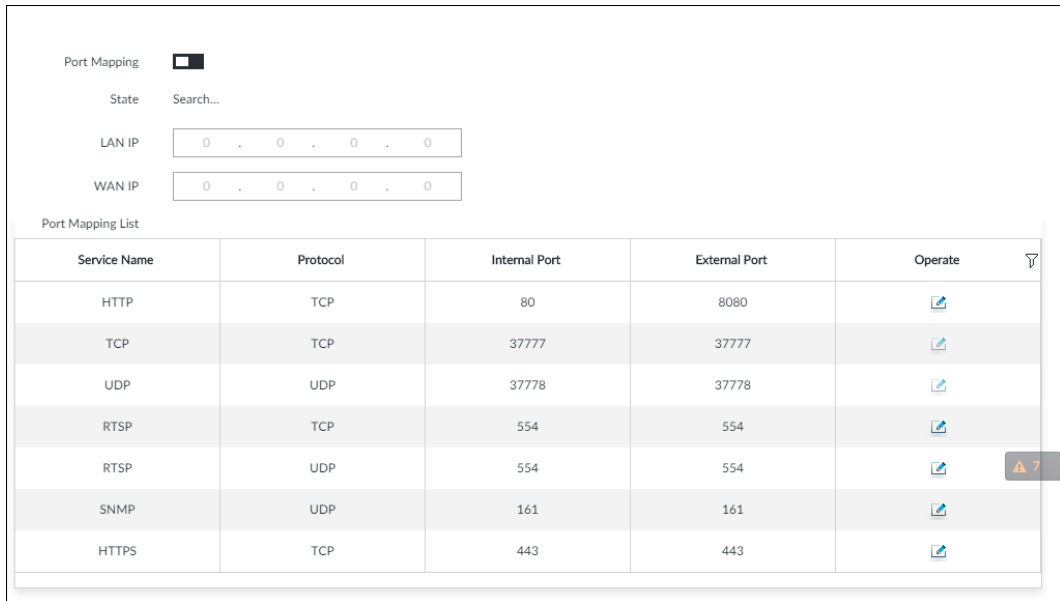 Port Mapping
State Search...
LAN IP 0 . 0 . 0 . 0
WAN IP 0 . 0 . 0 . 0
Port Mapping List
Service Name Protocol Internal Port External Port Operate
HTTP TCP 80 8080
TCP TCP 37777 37777
UDP UDP 37778 37778
RTSP TCP 554 554
RTSP UDP 554 554
7
SNMP UDP 161 161
HTTPS TCP 443 443